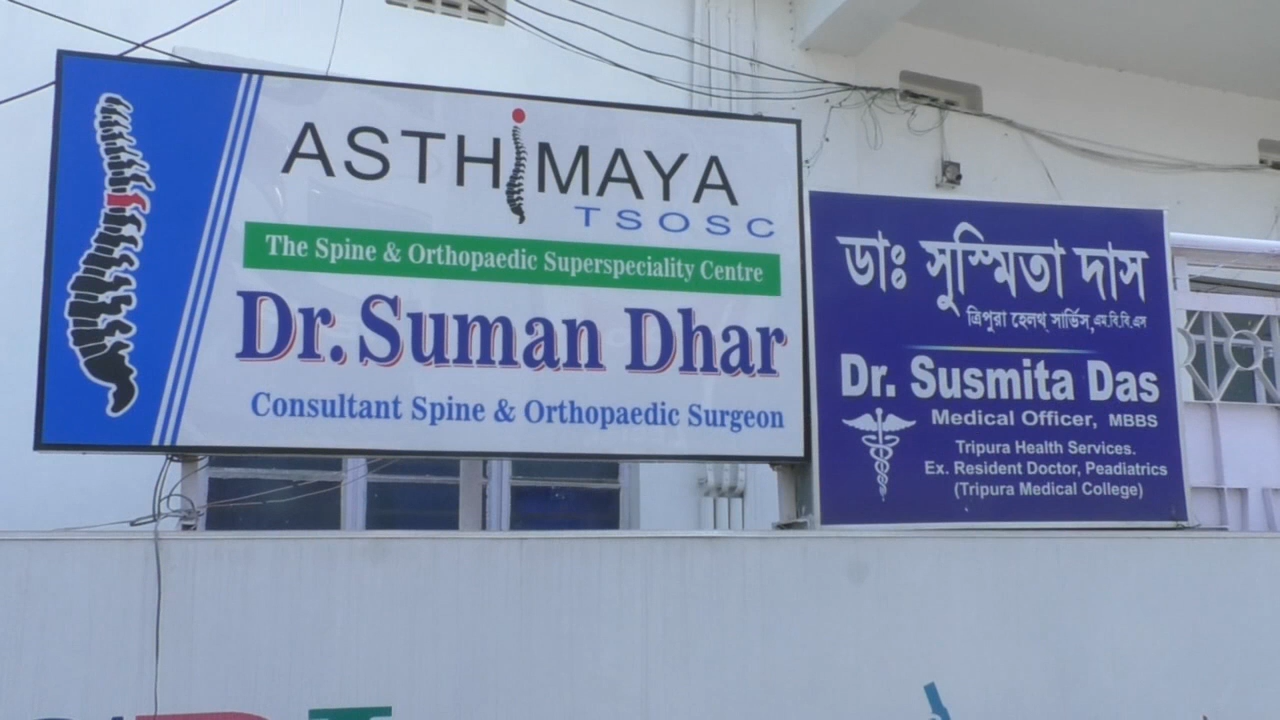 ASTHiMAYA
TSOSC
The Spine & Orthopaedic Superspeciality Centre
Dr. Suman Dhar
Consultant Spine & Orthopaedic Surgeon
ডাঃ সুস্মিতা দাস
ত্রিপুরা হেলথ্ সার্ভিস, এম.বি.বি.এস
Dr. Susmita Das
Medical Officer, MBBS
Tripura Health Services.
Ex. Resident Doctor, Peadiatrics
(Tripura Medical College)